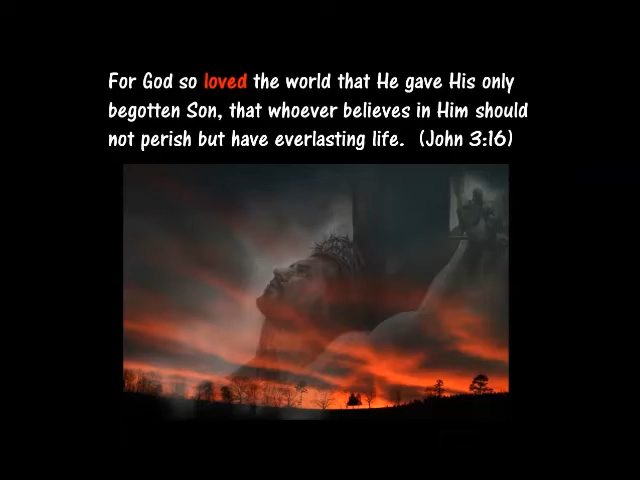 For God so loved the world that He gave His only
begotten Son, that whoever believes in Him should
not perish but have everlasting life. (John 3:16)